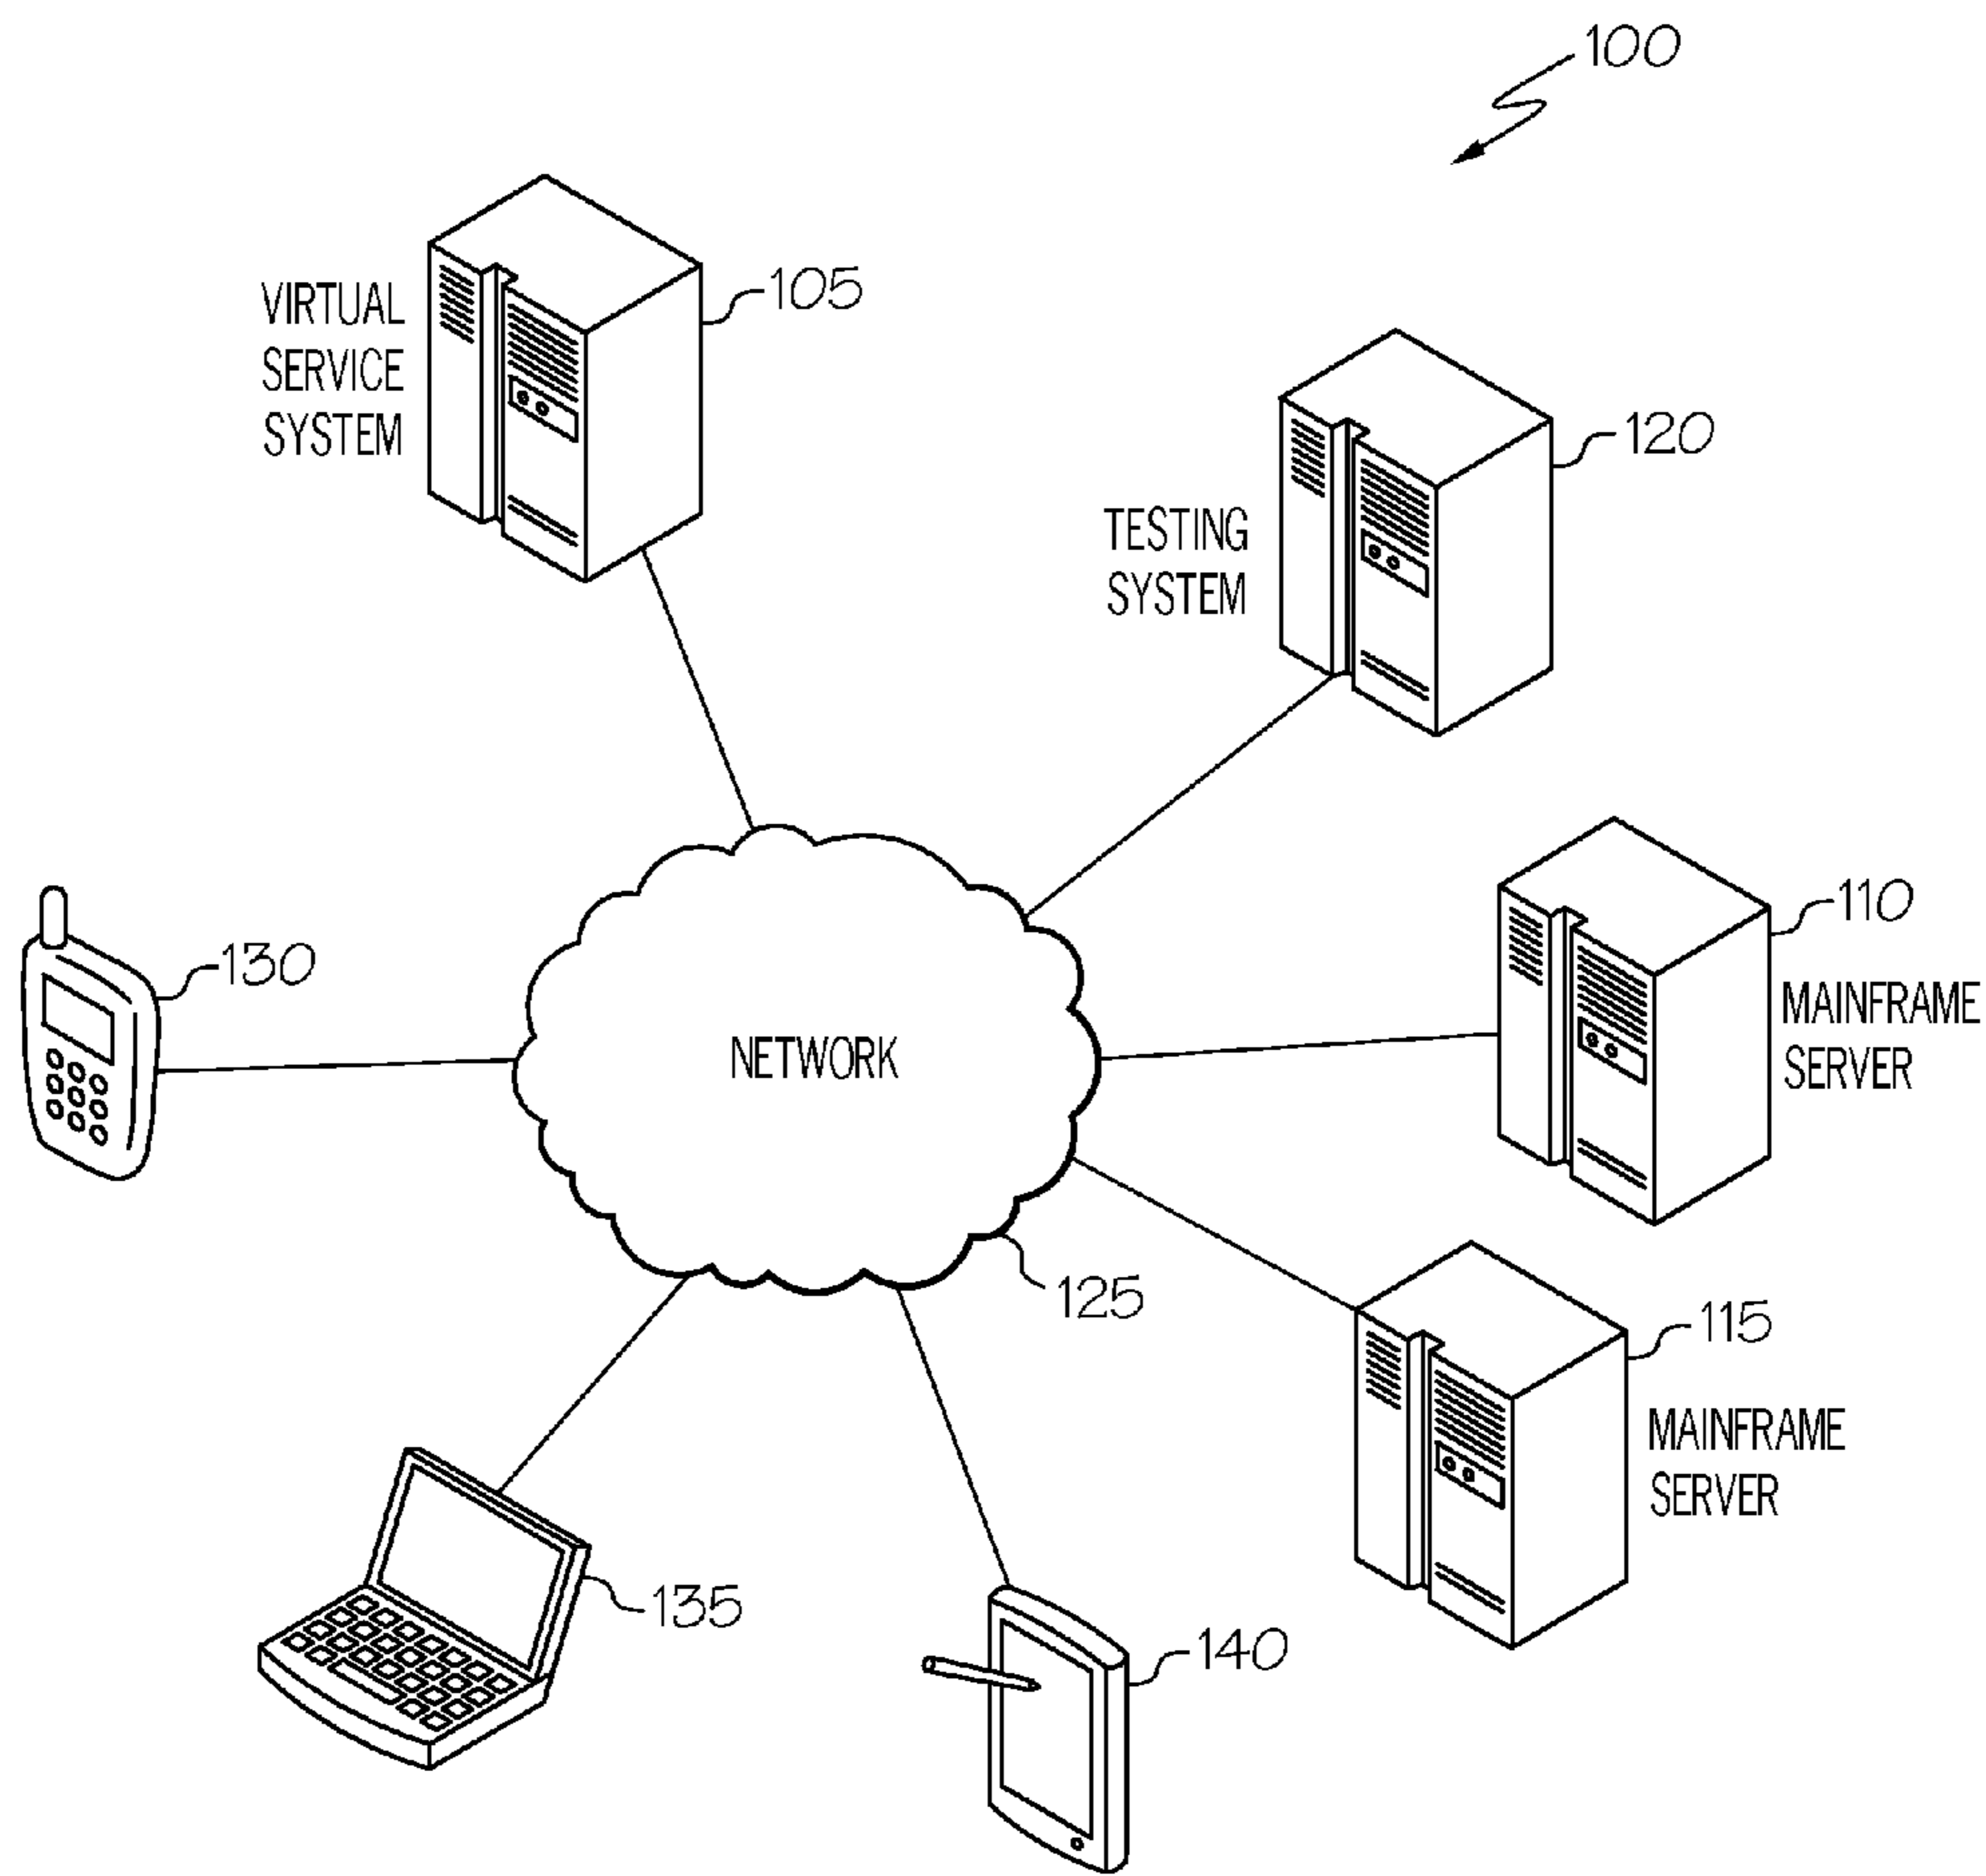 100
VIRTUAL
SERVICE
SYSTEM
105
120
TESTING
SYSTEM
110
130
MAINFRAME
SERVER
NETWORK
125
115
MAINFRAME
SERVER
135
140